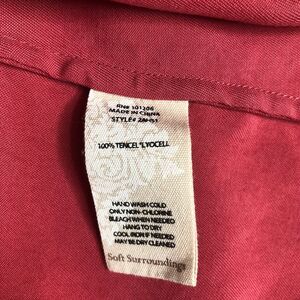 RN# 101206
MADE IN CHINA
STYLE# 2AH51
100% TENCEL® LYOCELL
HAND WASH COLD
ONLY NON-CHLORINE
BLEACH WHEN NEEDED
HANG TO DRY
COOL IRON IF NEEDED
MAY BE DRY CLEANED
Soft Surroundings